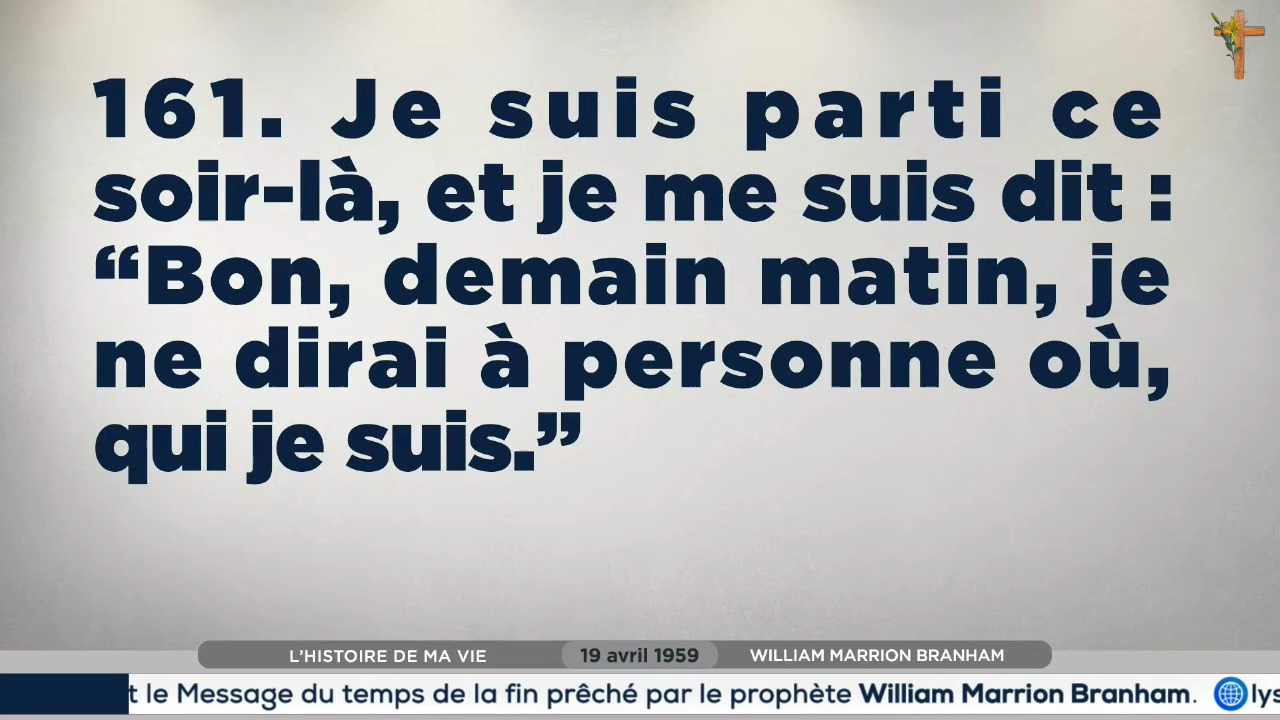 161. Je suis parti ce
soir-là, et je me suis dit :
“Bon, demain matin, je
ne dirai à personne où,
qui je suis.”
L’HISTOIRE DE MA VIE 19 avril 1959 WILLIAM MARRION BRANHAM
t le Message du temps de la fin prêché par le prophète William Marrion Branham. lys